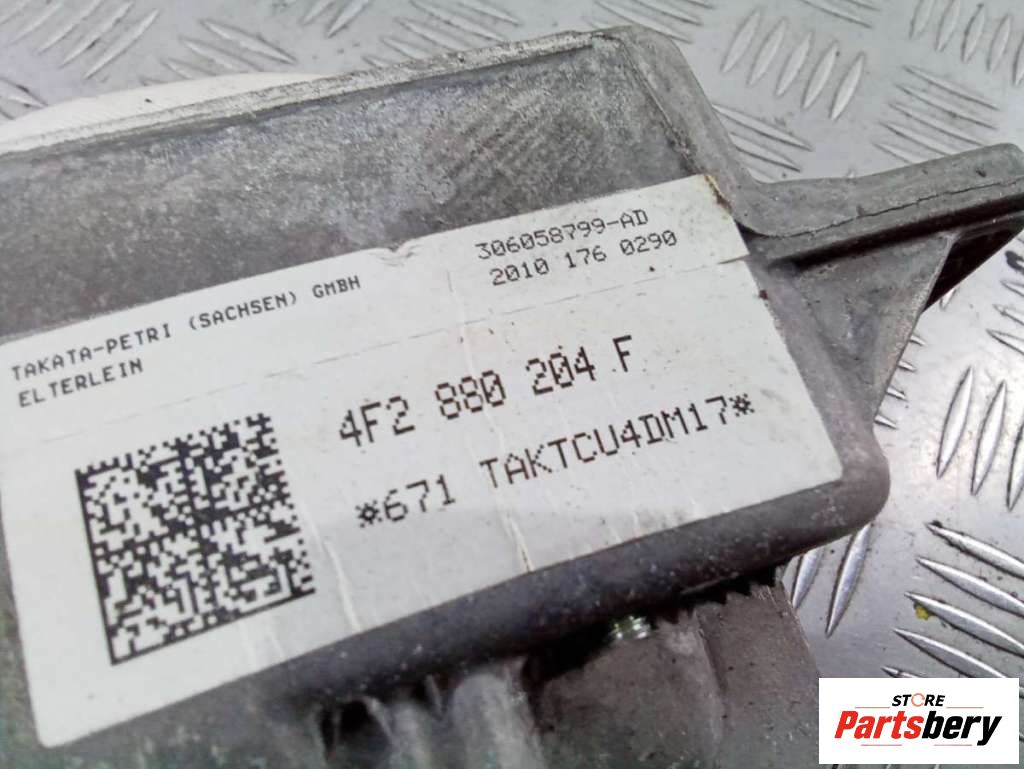 306058799-AD
2010 176 0290
TAKATA-PETRI (SACHSEN) GMBH
ELTERLEIN
4F2 880 204 F
*671 TAKTCU4DM17*
STORE
Partsbery